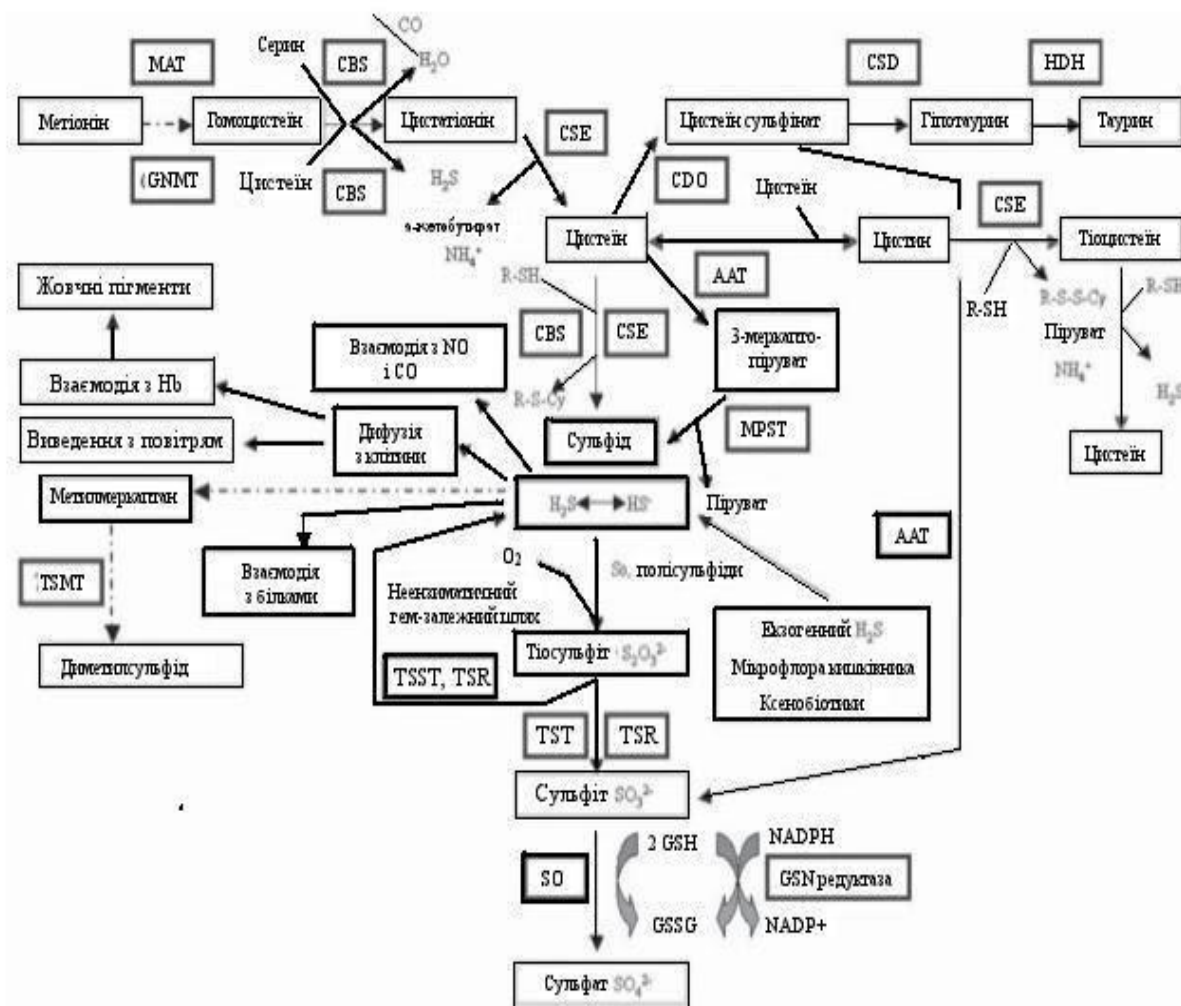 CO
Серин
H₂O
MAT
CBS
CSD
HDH
Метіонін
Гомоцистеїн
Цистатіонін
CSE
Цистеїн сульфінат
Гіпотаурин
Таурин
(GNMT
Цистеїн
CBS
H₂S
CDO
Цистеїн
CSE
α-кетобутират
NH₄⁺
Цистеїн
Цистин
Тіоцистеїн
Жовчні пігменти
R-SH
AAT
R-SH
R-S-S-Cy
R-SH
Взаємодія з NO
і CO
CBS
CSE
3-меркапто-
піруват
Піруват
NH₄⁺
H₂S
Взаємодія з Hb
R-S-Cy
Виведення з повітрям
Дифузія
з клітини
Сульфід
MPST
Цистеїн
Метилмеркаптан
H₂S
HS⁻
Піруват
AAT
O₂
полісульфіди
TSMT
Взаємодія
з білками
Неензиматичний
гем-залежний шлях
Екзогенний H₂S
Мікрофлора кишківника
Ксенобіотики
Тіосульфіт S₂O₃²⁻
Диметилсульфід
TSST, TSR
TST
TSR
Сульфіт SO₃²⁻
2 GSH
NADPH
SO
GSN редуктаза
GSSG
NADP+
Сульфат SO₄²⁻